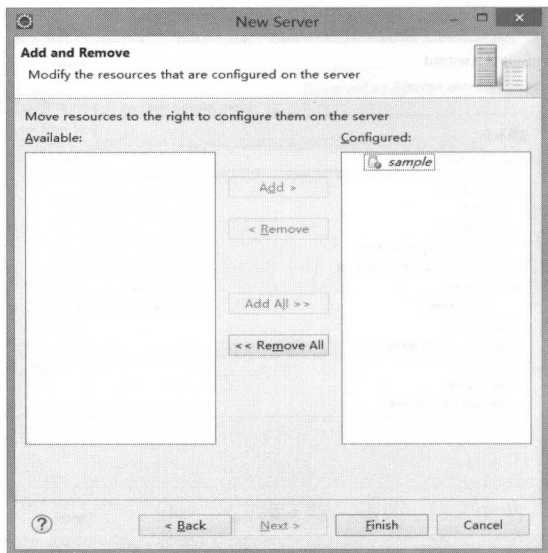 New Server
Add and Remove
Modify the resources that are configured on the server
Move resources to the right to configure them on the server
Available:
Configured:
sample
Add >
< Remove
Add All >>
<< Remove All
?
< Back
Next >
Finish
Cancel